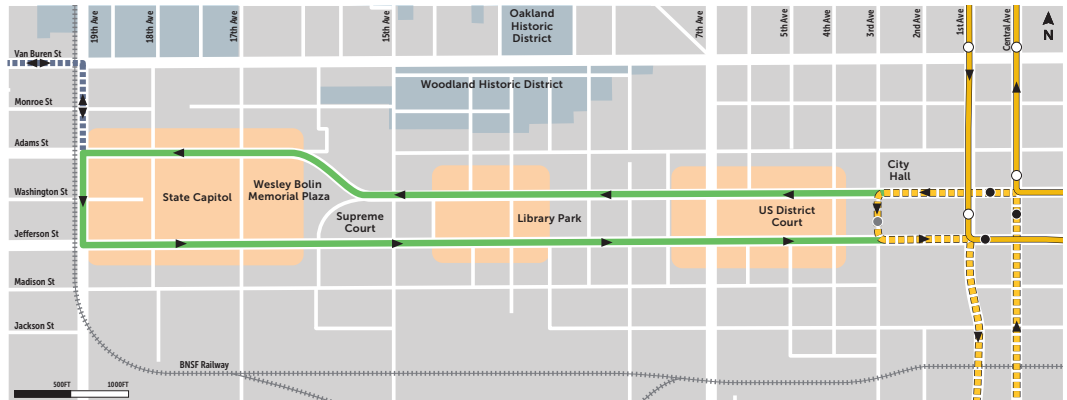 19th Ave
18th Ave
17th Ave
15th Ave
7th Ave
5th Ave
4th Ave
3rd Ave
2nd Ave
1st Ave
Central Ave
N
Oakland
Historic
District
Van Buren St
Woodland Historic District
Monroe St
Adams St
City
Hall
Washington St
State Capitol
Wesley Bolin
Memorial Plaza
Supreme
Court
Library Park
US District
Court
Jefferson St
Madison St
Jackson St
BNSF Railway
500FT
1000FT